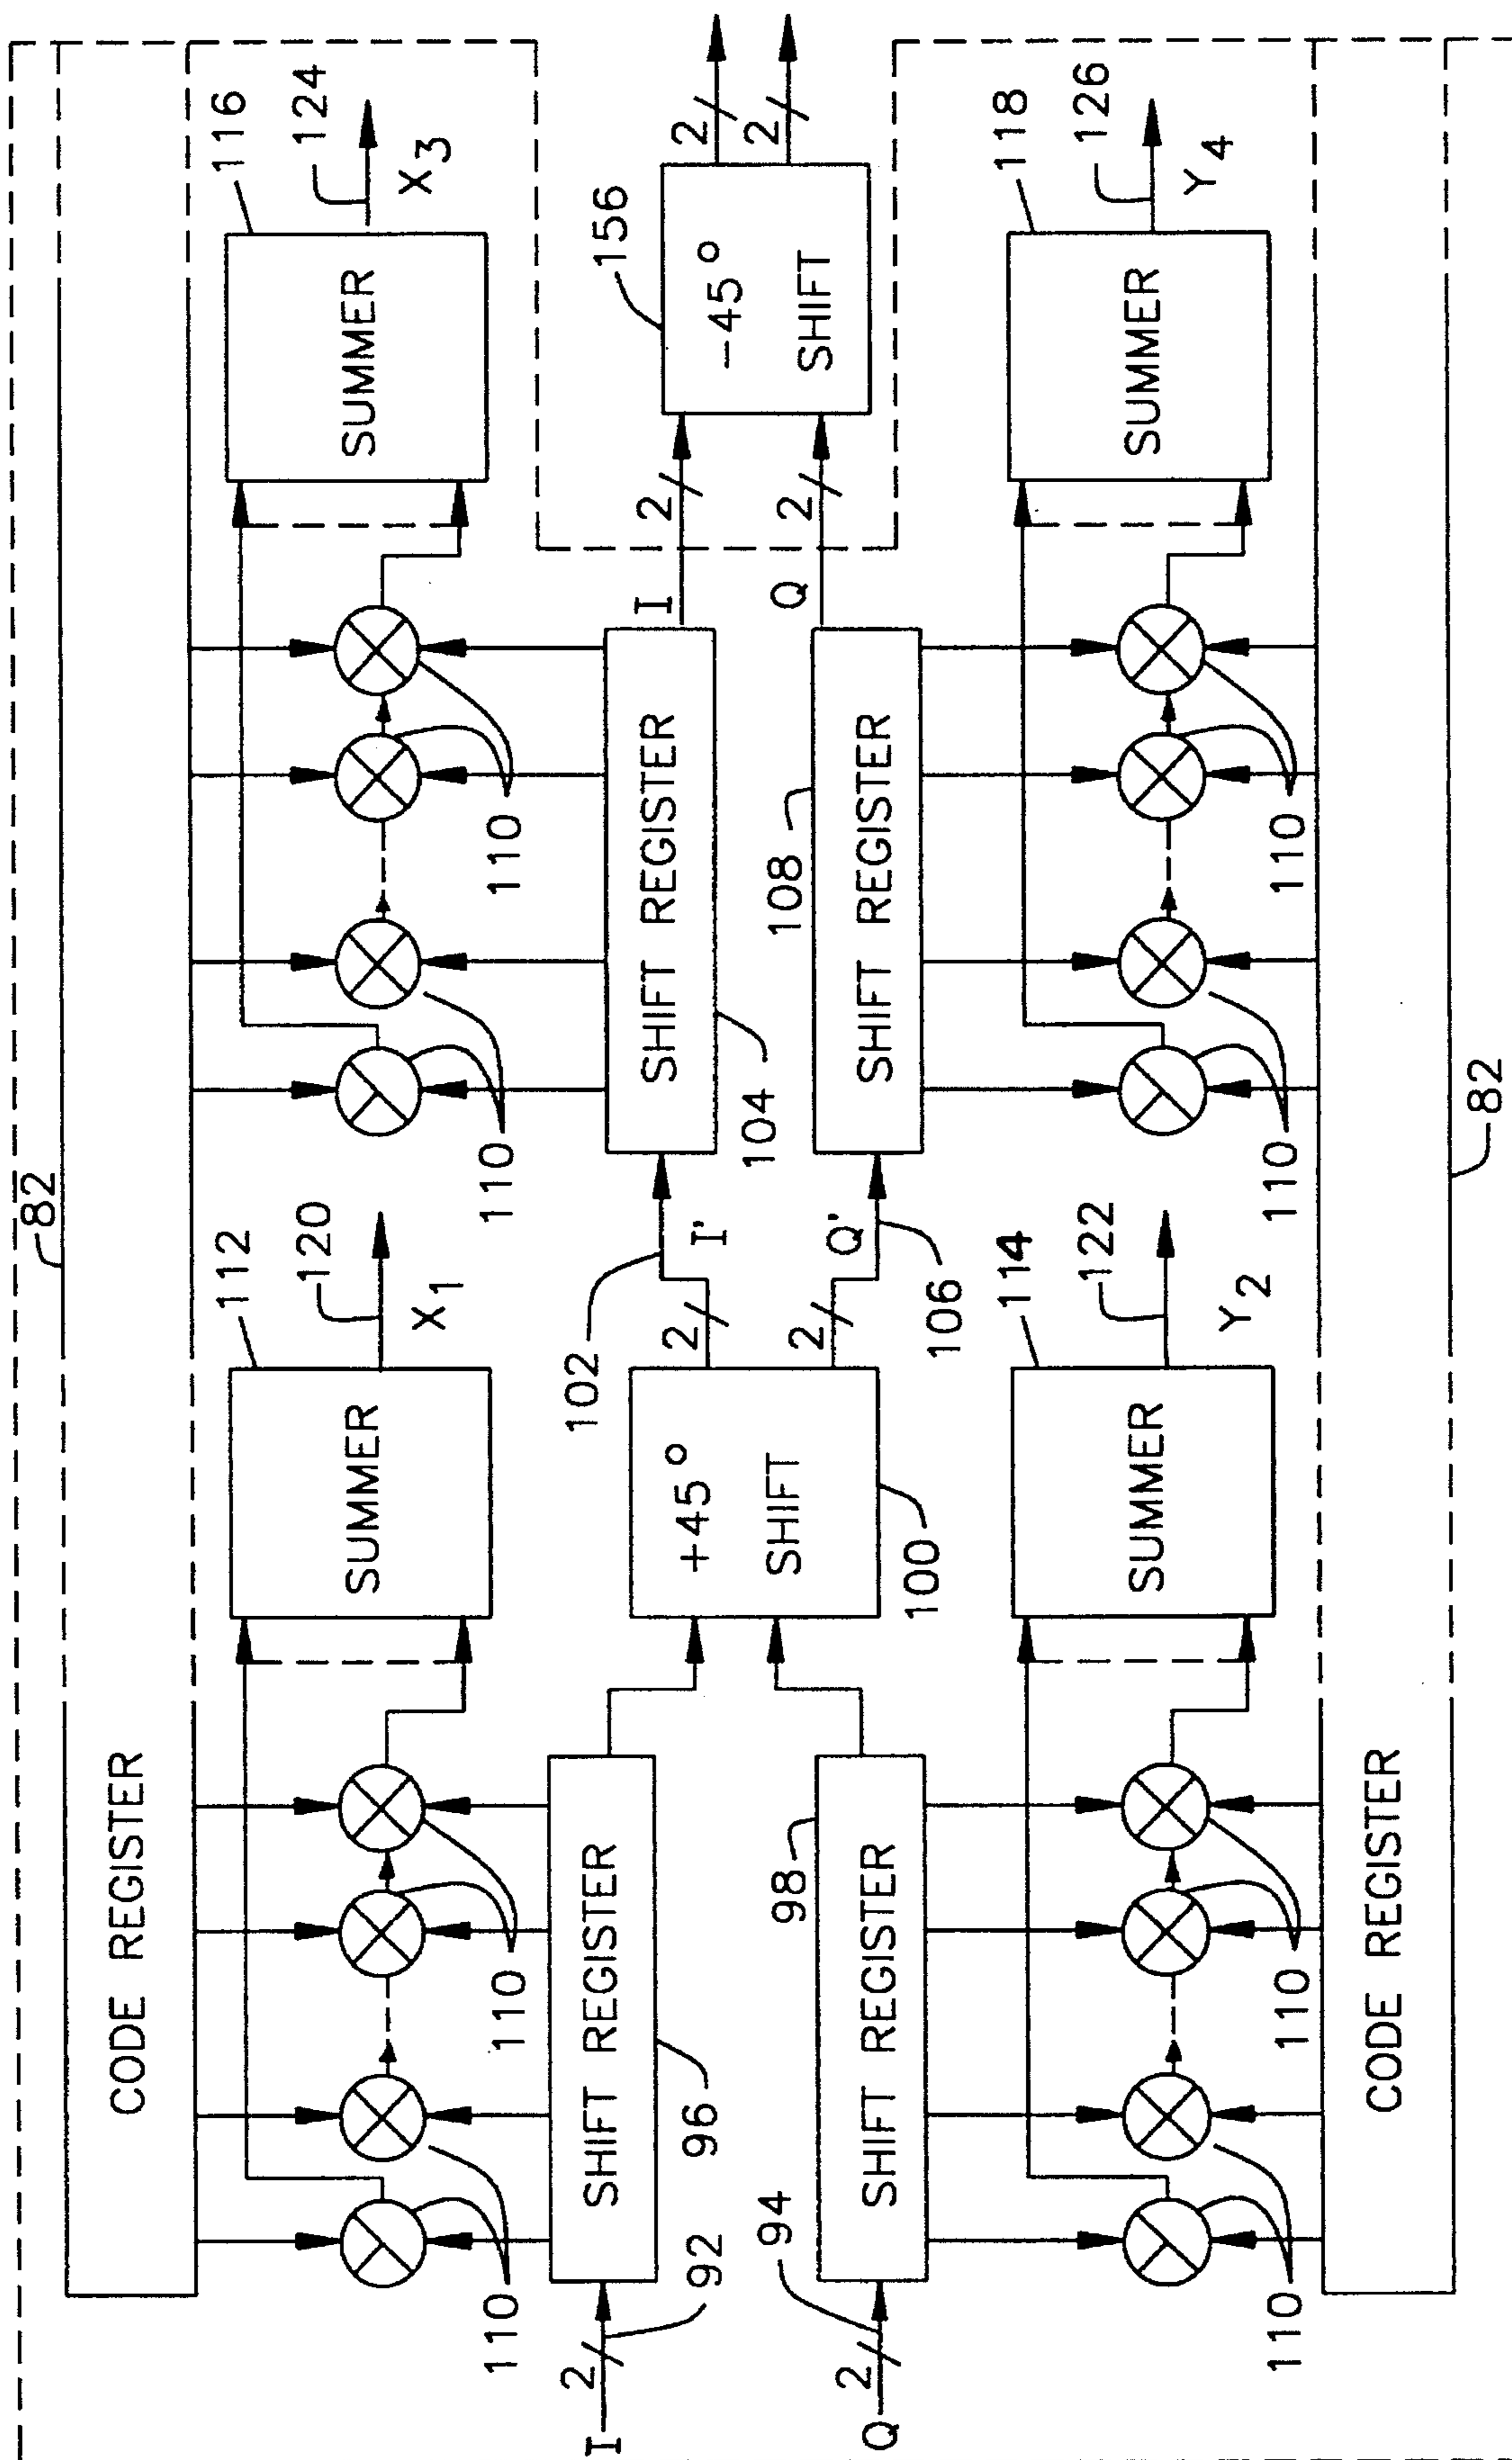 82
CODE REGISTER
112
116
120
124
X1
X3
SUMMER
SUMMER
110
110
110
110
I
2
92
SHIFT REGISTER
96
102
2
I'
SHIFT REGISTER
104
I
2
2
156
+45°
SHIFT
100
-45°
SHIFT
Q
2
94
98
SHIFT REGISTER
2
Q'
106
108
SHIFT REGISTER
Q
2
2
110
110
110
110
SUMMER
SUMMER
114
118
122
126
Y2
Y4
CODE REGISTER
82